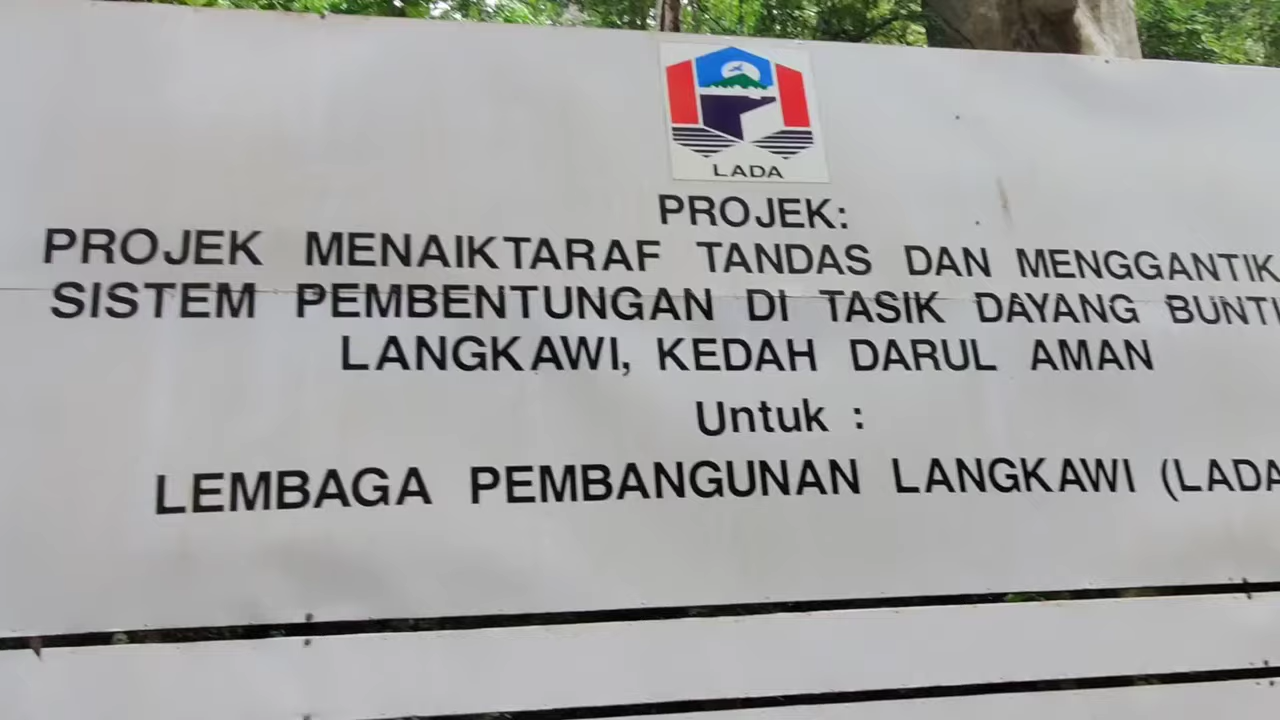 LADA
PROJEK:
PROJEK MENAIKTARAF TANDAS DAN MENGGANTIK
SISTEM PEMBENTUNGAN DI TASIK DAYANG BUNTI
LANGKAWI, KEDAH DARUL AMAN
Untuk :
LEMBAGA PEMBANGUNAN LANGKAWI (LADA